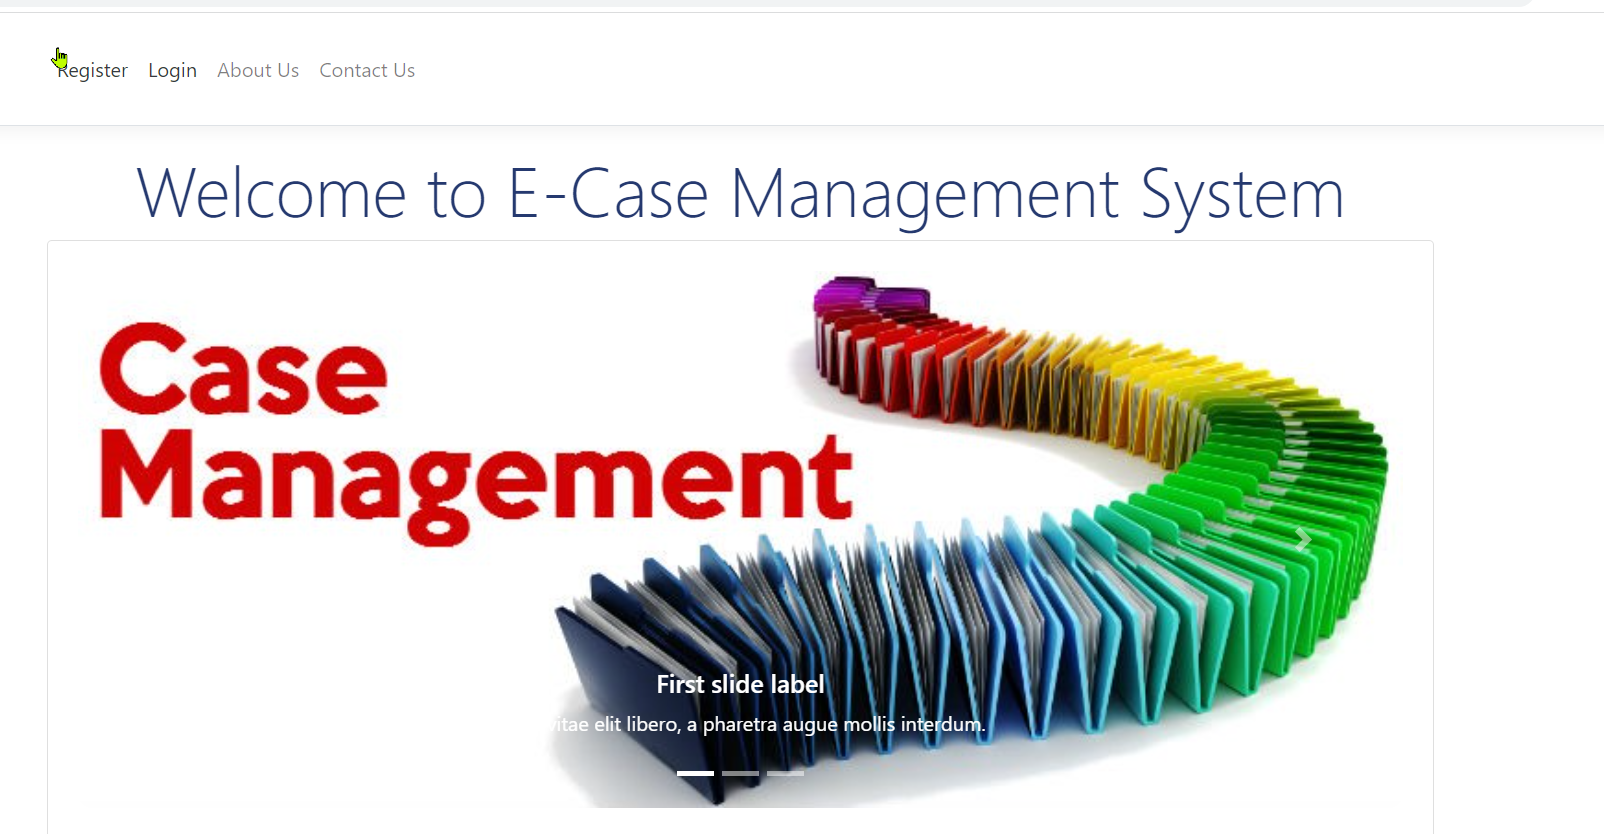 Register Login About Us Contact Us
Welcome to E-Case Management System
Case
Management
First slide label
vitae elit libero, a pharetra augue mollis interdum.